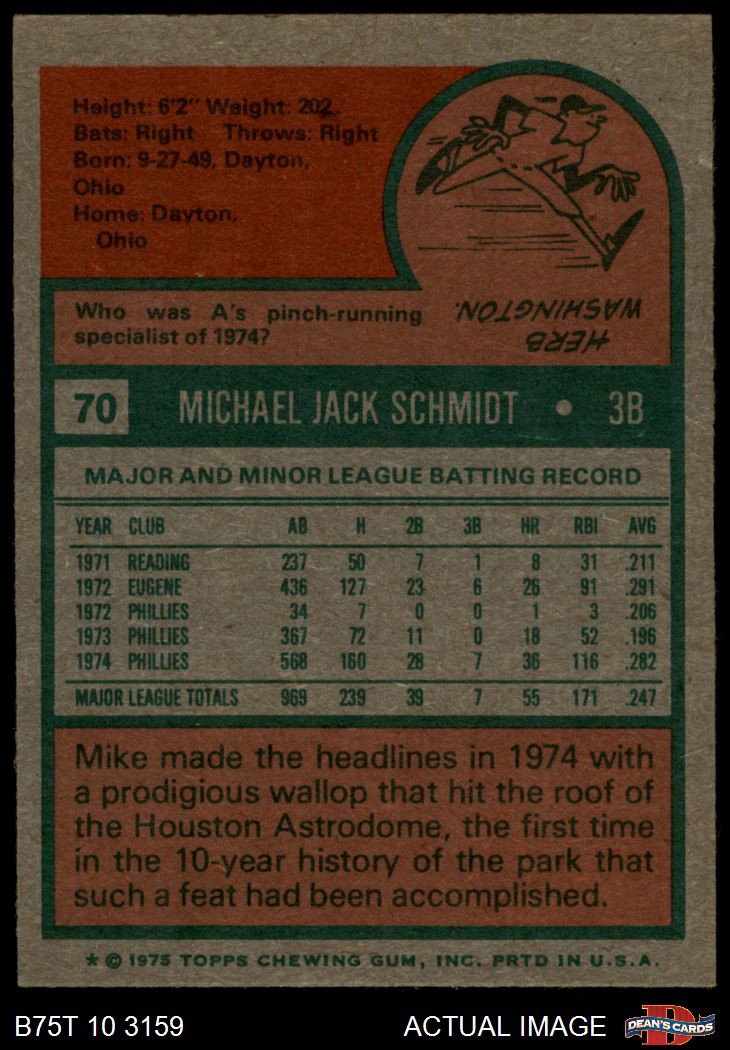 Height: 6'2" Weight: 202
Bats: Right Throws: Right
Born: 9-27-49, Dayton,
Ohio
Home: Dayton,
Ohio
Who was A's pinch-running
specialist of 1974?
HERB
WASHINGTON.
70 MICHAEL JACK SCHMIDT • 3B
MAJOR AND MINOR LEAGUE BATTING RECORD
YEAR CLUB AB H 2B 3B HR RBI AVG
1971 READING 237 50 7 1 8 31 .211
1972 EUGENE 436 127 23 6 26 91 .291
1972 PHILLIES 34 7 0 0 1 3 .206
1973 PHILLIES 367 72 11 0 18 52 .196
1974 PHILLIES 568 160 28 7 36 116 .282
MAJOR LEAGUE TOTALS 969 239 39 7 55 171 .247
Mike made the headlines in 1974 with
a prodigious wallop that hit the roof of
the Houston Astrodome, the first time
in the 10-year history of the park that
such a feat had been accomplished.
* © 1975 TOPPS CHEWING GUM, INC. PRTD IN U.S.A.
B75T 10 3159 ACTUAL IMAGE D DEAN'S CARDS